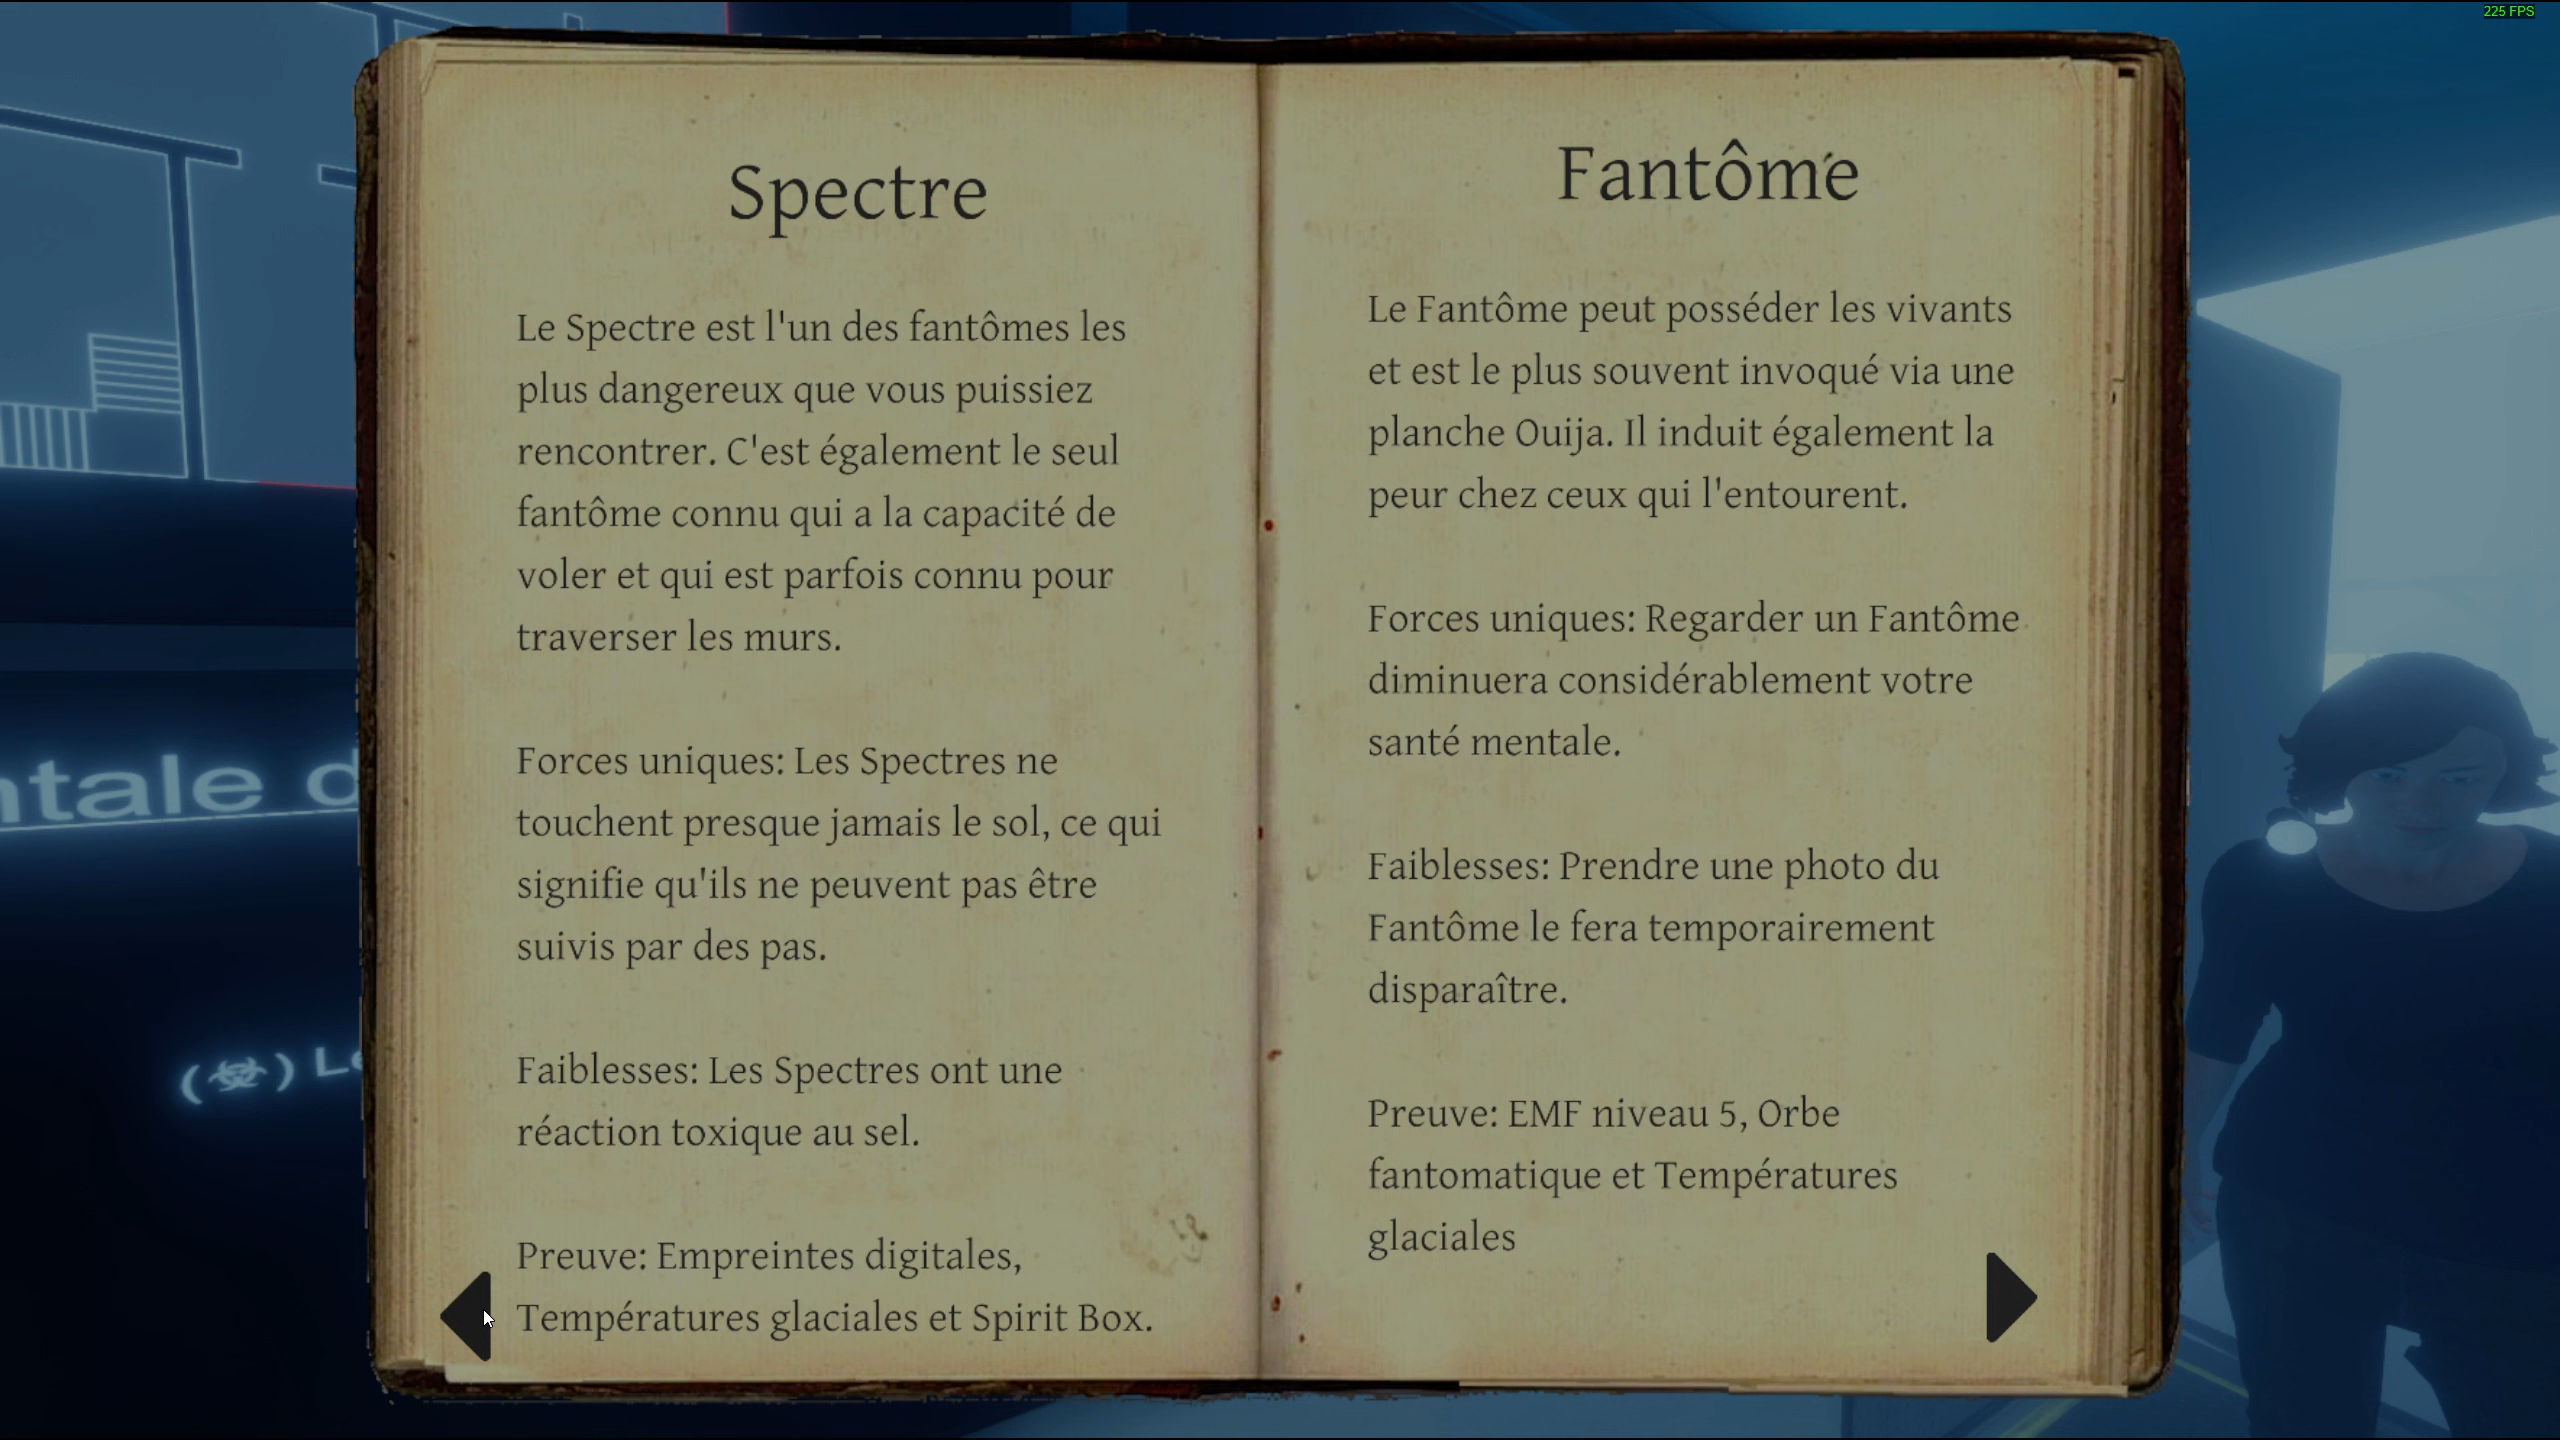 225 FPS
Spectre
Le Spectre est l'un des fantômes les
plus dangereux que vous puissiez
rencontrer. C'est également le seul
fantôme connu qui a la capacité de
voler et qui est parfois connu pour
traverser les murs.
Forces uniques: Les Spectres ne
touchent presque jamais le sol, ce qui
signifie qu'ils ne peuvent pas être
suivis par des pas.
Faiblesses: Les Spectres ont une
réaction toxique au sel.
Preuve: Empreintes digitales,
Températures glaciales et Spirit Box.
Fantôme
Le Fantôme peut posséder les vivants
et est le plus souvent invoqué via une
planche Ouija. Il induit également la
peur chez ceux qui l'entourent.
Forces uniques: Regarder un Fantôme
diminuera considérablement votre
santé mentale.
Faiblesses: Prendre une photo du
Fantôme le fera temporairement
disparaître.
Preuve: EMF niveau 5, Orbe
fantomatique et Températures
glaciales